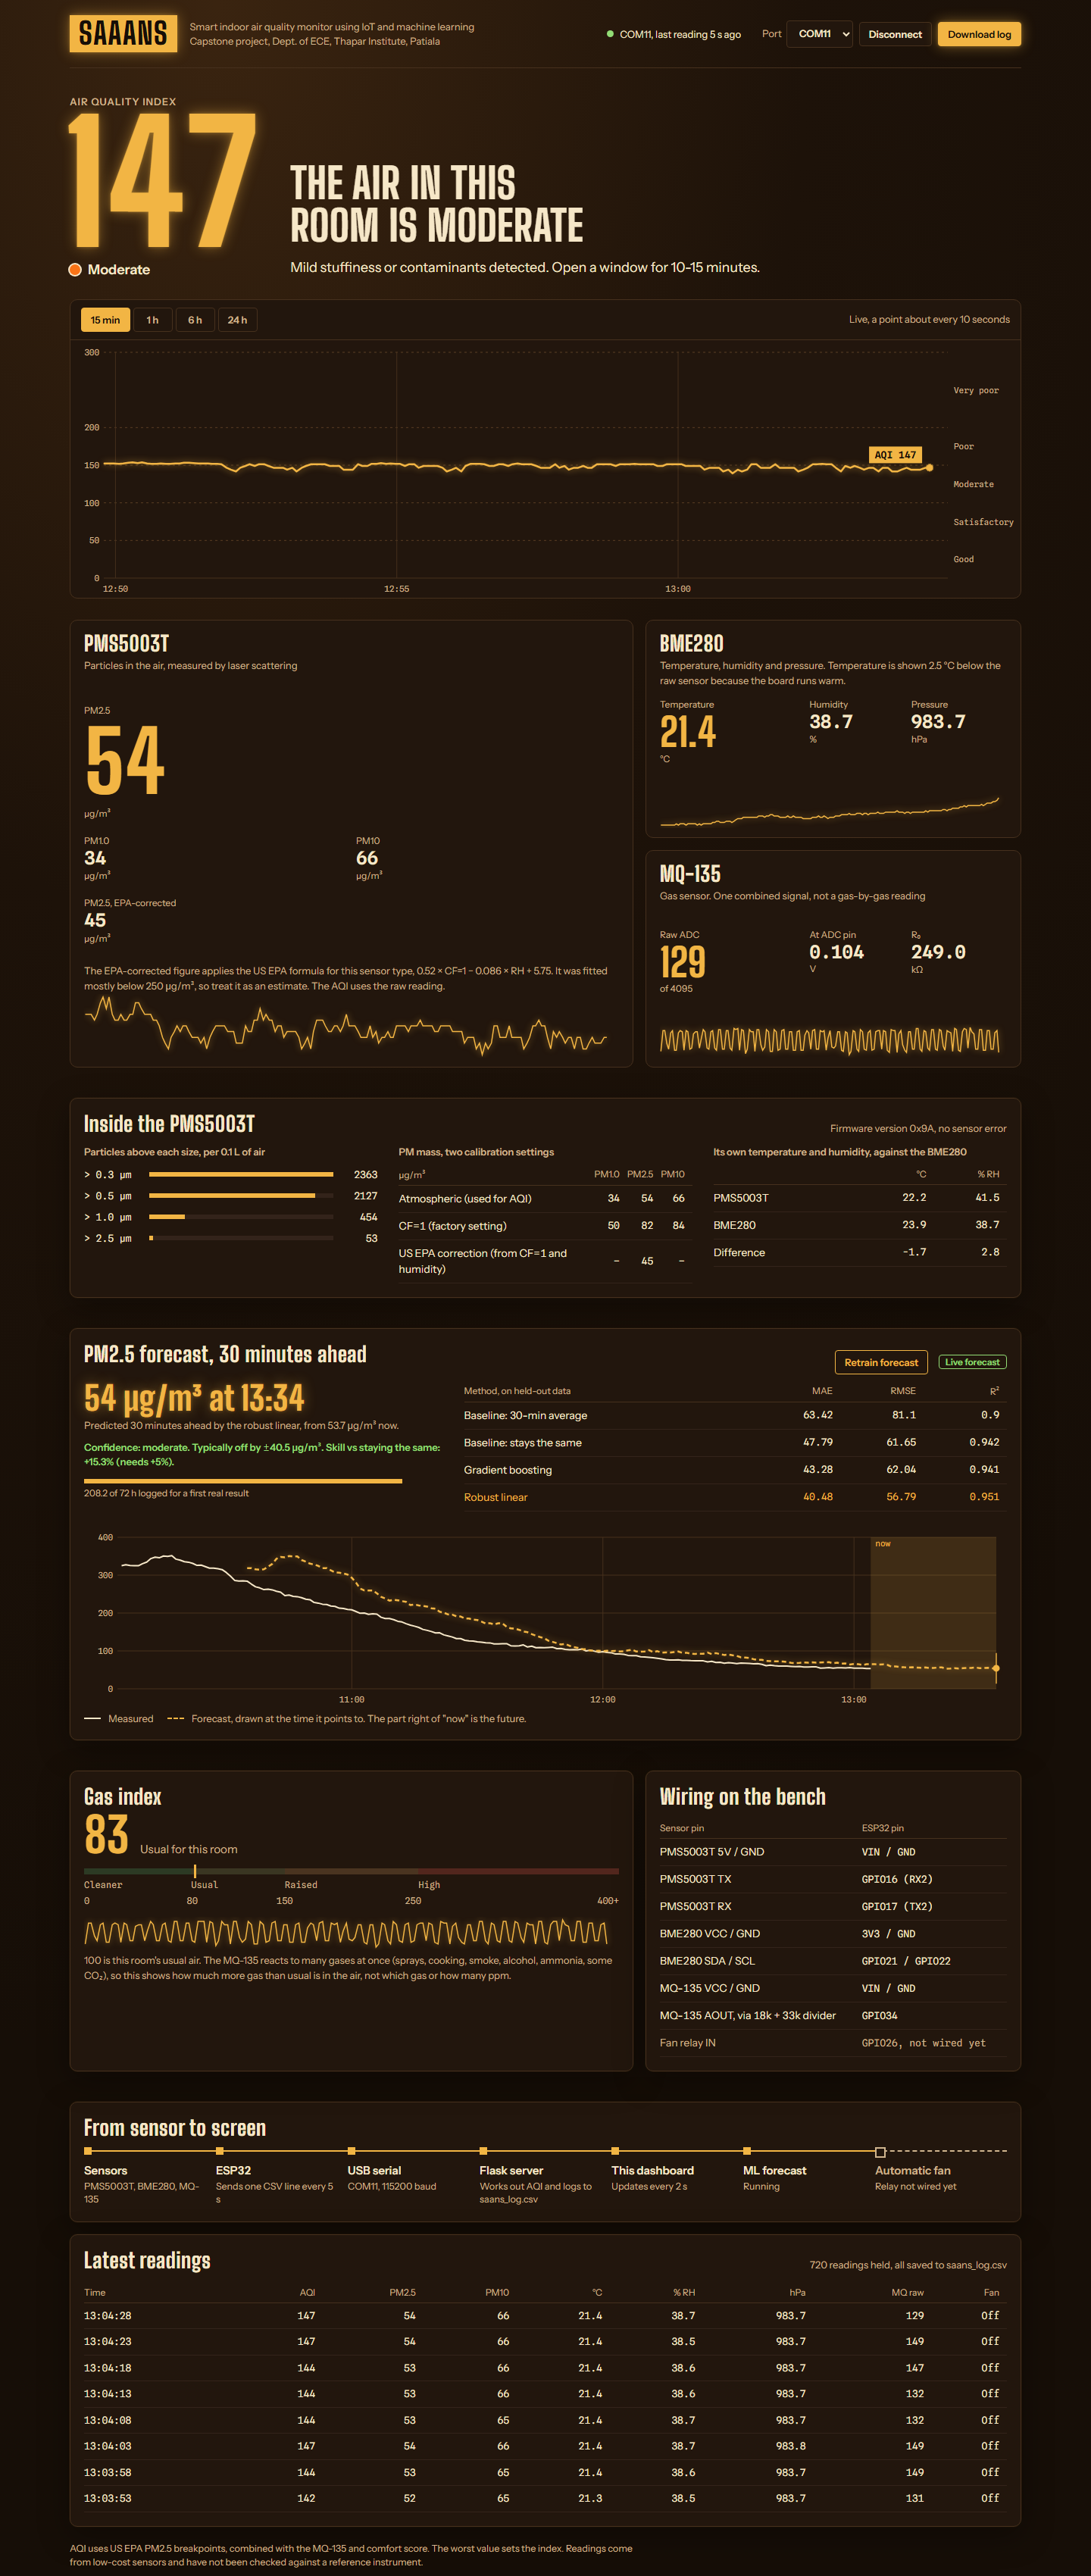 SAAANS
Smart indoor air quality monitor using IoT and machine learning
Capstone project, Dept. of ECE, Thapar Institute, Patiala
COM11, last reading 5 s ago
Port
COM11
Disconnect
Download log
AIR QUALITY INDEX
147
Moderate
THE AIR IN THIS
ROOM IS MODERATE
Mild stuffiness or contaminants detected. Open a window for 10-15 minutes.
15 min 1 h 6 h 24 h
Live, a point about every 10 seconds
300
Very poor
200
Poor
AQI 147
150
Moderate
100
Satisfactory
50
Good
0
12:50 12:55 13:00
PMS5003T
Particles in the air, measured by laser scattering
PM2.5
54
µg/m³
PM1.0 PM10
34 66
µg/m³ µg/m³
PM2.5, EPA-corrected
45
µg/m³
The EPA-corrected figure applies the US EPA formula for this sensor type, 0.52 × CF=1 − 0.086 × RH + 5.75. It was fitted
mostly below 250 µg/m³, so treat it as an estimate. The AQI uses the raw reading.
BME280
Temperature, humidity and pressure. Temperature is shown 2.5 °C below the
raw sensor because the board runs warm.
Temperature Humidity Pressure
21.4 38.7 983.7
°C % hPa
MQ-135
Gas sensor. One combined signal, not a gas-by-gas reading
Raw ADC At ADC pin R₀
129 0.104 249.0
of 4095 V kΩ
Inside the PMS5003T
Firmware version 0x9A, no sensor error
Particles above each size, per 0.1 L of air
> 0.3 µm 2363
> 0.5 µm 2127
> 1.0 µm 454
> 2.5 µm 53
PM mass, two calibration settings
µg/m³ PM1.0 PM2.5 PM10
Atmospheric (used for AQI) 34 54 66
CF=1 (factory setting) 50 82 84
US EPA correction (from CF=1 and
humidity) – 45 –
Its own temperature and humidity, against the BME280
°C % RH
PMS5003T 22.2 41.5
BME280 23.9 38.7
Difference -1.7 2.8
PM2.5 forecast, 30 minutes ahead
Retrain forecast
Live forecast
54 µg/m³ at 13:34
Predicted 30 minutes ahead by the robust linear, from 53.7 µg/m³ now.
Confidence: moderate. Typically off by ±40.5 µg/m³. Skill vs staying the same:
+15.3% (needs +5%).
208.2 of 72 h logged for a first real result
Method, on held-out data MAE RMSE R²
Baseline: 30-min average 63.42 81.1 0.9
Baseline: stays the same 47.79 61.65 0.942
Gradient boosting 43.28 62.04 0.941
Robust linear 40.48 56.79 0.951
400
now
300
200
100
0
11:00 12:00 13:00
Measured Forecast, drawn at the time it points to. The part right of "now" is the future.
Gas index
83 Usual for this room
Cleaner Usual Raised High
0 80 150 250 400+
100 is this room's usual air. The MQ-135 reacts to many gases at once (sprays, cooking, smoke, alcohol, ammonia, some
CO₂), so this shows how much more gas than usual is in the air, not which gas or how many ppm.
Wiring on the bench
Sensor pin ESP32 pin
PMS5003T 5V / GND VIN / GND
PMS5003T TX GPIO16 (RX2)
PMS5003T RX GPIO17 (TX2)
BME280 VCC / GND 3V3 / GND
BME280 SDA / SCL GPIO21 / GPIO22
MQ-135 VCC / GND VIN / GND
MQ-135 AOUT, via 18k + 33k divider GPIO34
Fan relay IN GPIO26, not wired yet
From sensor to screen
Sensors
PMS5003T, BME280, MQ-
135
ESP32
Sends one CSV line every 5
s
USB serial
COM11, 115200 baud
Flask server
Works out AQI and logs to
saans_log.csv
This dashboard
Updates every 2 s
ML forecast
Running
Automatic fan
Relay not wired yet
Latest readings
720 readings held, all saved to saans_log.csv
Time AQI PM2.5 PM10 °C % RH hPa MQ raw Fan
13:04:28 147 54 66 21.4 38.7 983.7 129 Off
13:04:23 147 54 66 21.4 38.5 983.7 149 Off
13:04:18 144 53 66 21.4 38.6 983.7 147 Off
13:04:13 144 53 66 21.4 38.6 983.7 132 Off
13:04:08 144 53 65 21.4 38.7 983.7 132 Off
13:04:03 147 54 66 21.4 38.7 983.8 149 Off
13:03:58 144 53 65 21.4 38.6 983.7 149 Off
13:03:53 142 52 65 21.3 38.5 983.7 131 Off
AQI uses US EPA PM2.5 breakpoints, combined with the MQ-135 and comfort score. The worst value sets the index. Readings come
from low-cost sensors and have not been checked against a reference instrument.